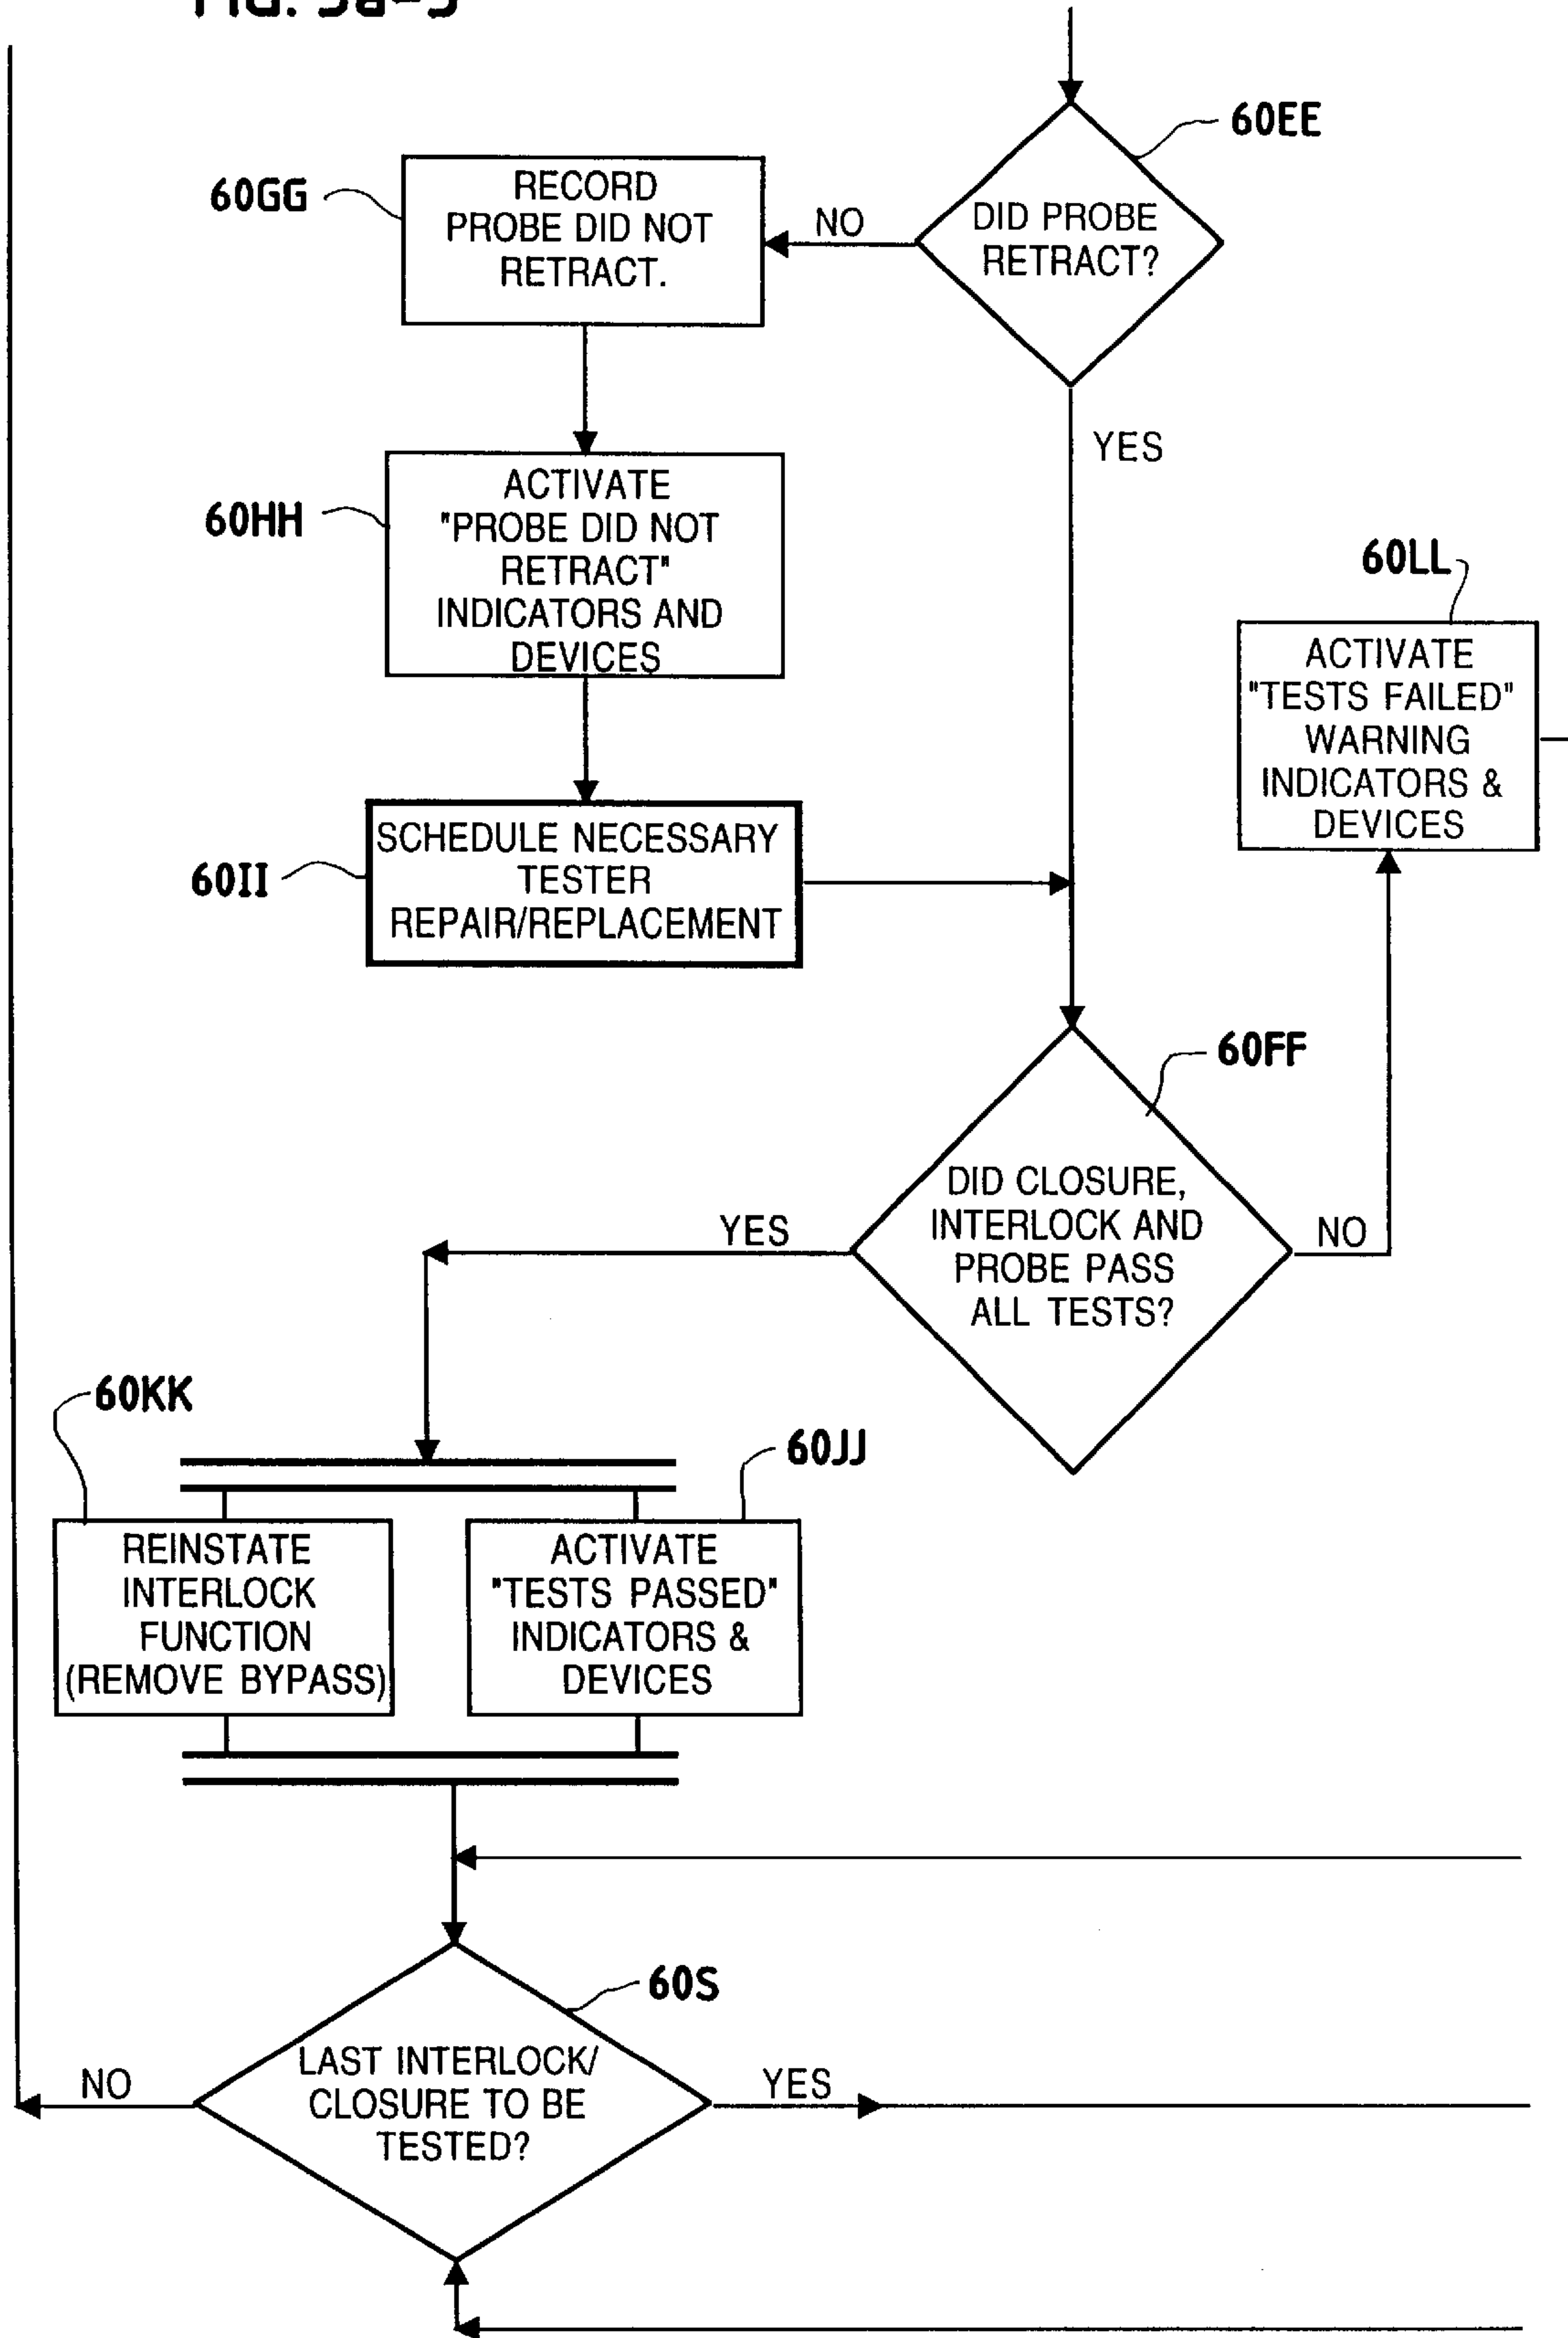 60EE
60GG
RECORD
PROBE DID NOT
RETRACT.
NO
DID PROBE
RETRACT?
YES
60HH
ACTIVATE
"PROBE DID NOT
RETRACT"
INDICATORS AND
DEVICES
60LL
ACTIVATE
"TESTS FAILED"
WARNING
INDICATORS &
DEVICES
60II
SCHEDULE NECESSARY
TESTER
REPAIR/REPLACEMENT
60FF
DID CLOSURE,
INTERLOCK AND
PROBE PASS
ALL TESTS?
YES
NO
60KK
60JJ
REINSTATE
INTERLOCK
FUNCTION
(REMOVE BYPASS)
ACTIVATE
"TESTS PASSED"
INDICATORS &
DEVICES
60S
LAST INTERLOCK/
CLOSURE TO BE
TESTED?
NO
YES